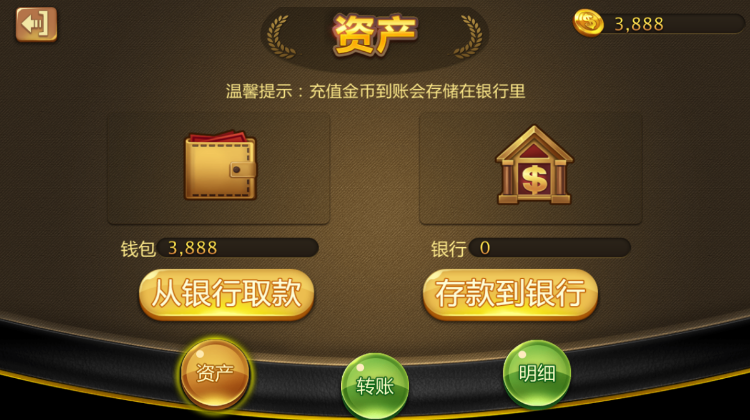 资产
3,888
温馨提示：充值金币到账会存储在银行里
$
钱包 3,888
银行 0
从银行取款
存款到银行
资产
转账
明细